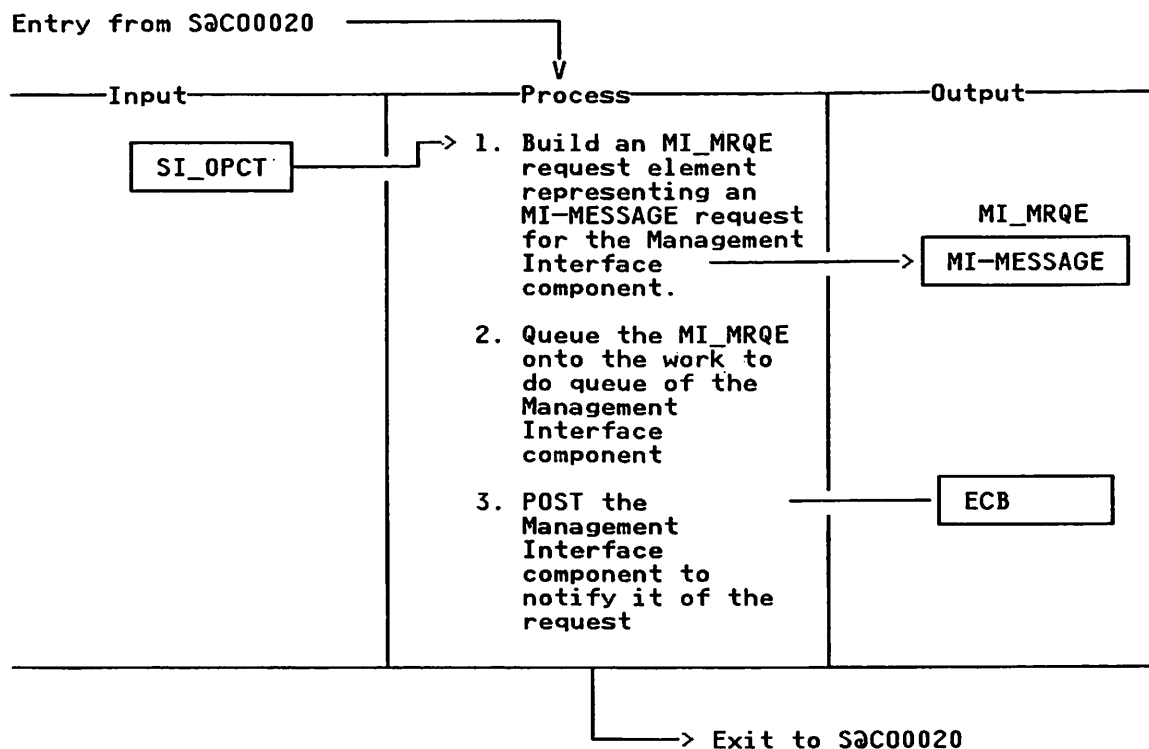 Entry from S∂CO0020
Input
Process
Output
SI_OPCT
1. Build an MI_MRQE
request element
representing an
MI-MESSAGE request
for the Management
Interface
component.
MI_MRQE
MI-MESSAGE
2. Queue the MI_MRQE
onto the work to
do queue of the
Management
Interface
component
3. POST the
Management
Interface
component to
notify it of the
request
ECB
Exit to S∂CO0020